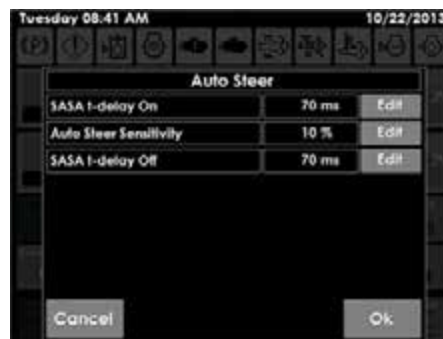 Tuesday 08:41 AM 10/22/2013
(P)
Auto Steer
SASA t-delay On 70 ms Edit
Auto Steer Sensitivity 10 % Edit
SASA t-delay Off 70 ms Edit
Cancel Ok